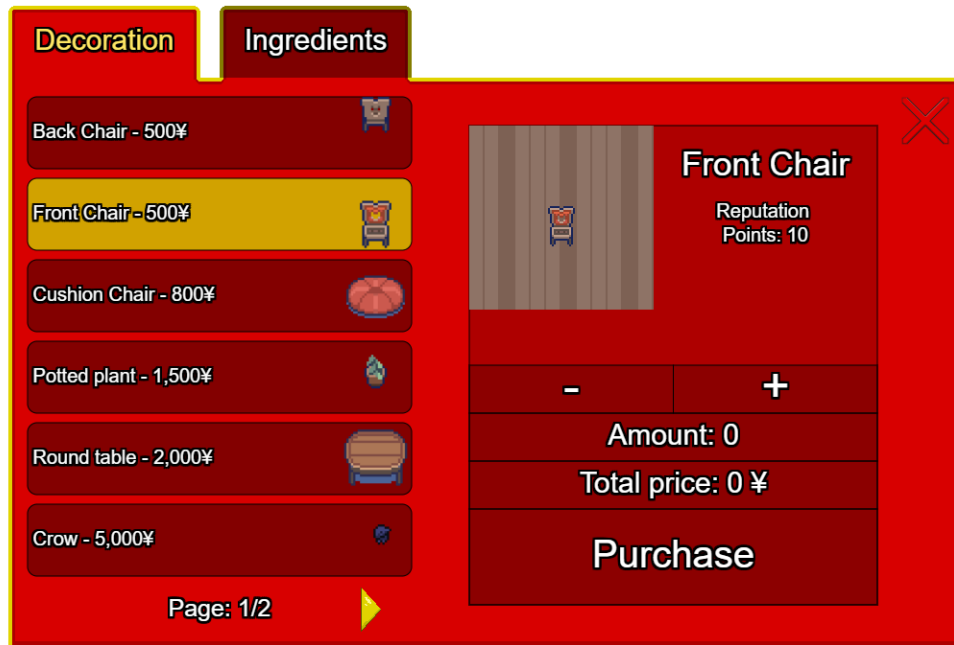 Decoration
Ingredients
Back Chair - 500¥
Front Chair - 500¥
Cushion Chair - 800¥
Potted plant - 1,500¥
Round table - 2,000¥
Crow - 5,000¥
Page: 1/2
Front Chair
Reputation
Points: 10
-
+
Amount: 0
Total price: 0 ¥
Purchase